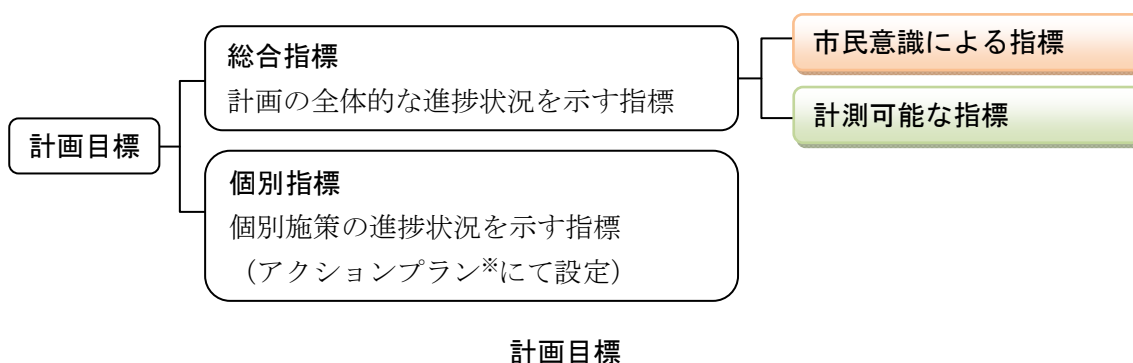 計画目標
総合指標
計画の全体的な進捗状況を示す指標
市民意識による指標
計測可能な指標
個別指標
個別施策の進捗状況を示す指標
（アクションプラン※にて設定）
計画目標